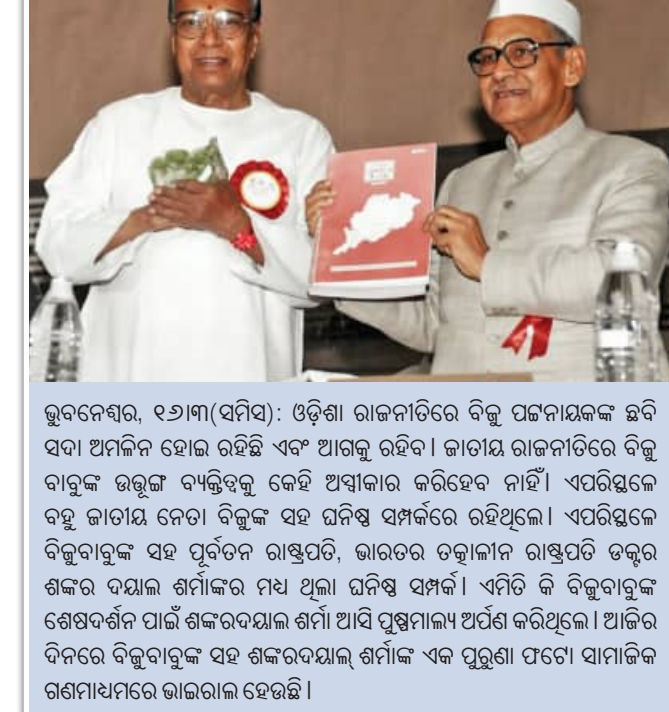 ଭୁବନେଶ୍ୱର, ୧୬।୩(ସମିସ): ଓଡ଼ିଶା ରାଜନୀତିରେ ବିଜୁ ପଟ୍ଟନାୟକଙ୍କ ଛବି
ସଦା ଅମଳିନ ହୋଇ ରହିଛି ଏବଂ ଆଗକୁ ରହିବ। ଜାତୀୟ ରାଜନୀତିରେ ବିଜୁ
ବାବୁଙ୍କ ଉତ୍ତୁଙ୍ଗ ବ୍ୟକ୍ତିତ୍ୱକୁ କେହି ଅସ୍ୱୀକାର କରିହେବ ନାହିଁ। ଏପରିସ୍ଥଳେ
ବହୁ ଜାତୀୟ ନେତା ବିଜୁଙ୍କ ସହ ଘନିଷ୍ଠ ସମ୍ପର୍କରେ ରହିଥିଲେ। ଏପରିସ୍ଥଳେ
ବିଜୁବାବୁଙ୍କ ସହ ପୂର୍ବତନ ରାଷ୍ଟ୍ରପତି, ଭାରତର ତତ୍କାଳୀନ ରାଷ୍ଟ୍ରପତି ଡକ୍ଟର
ଶଙ୍କର ଦୟାଲ ଶର୍ମାଙ୍କର ମଧ୍ୟ ଥିଲା ଘନିଷ୍ଠ ସମ୍ପର୍କ। ଏମିତି କି ବିଜୁବାବୁଙ୍କ
ଶେଷଦର୍ଶନ ପାଇଁ ଶଙ୍କରଦୟାଲ ଶର୍ମା ଆସି ପୁଷ୍ପମାଲ୍ୟ ଅର୍ପଣ କରିଥିଲେ। ଆଜିର
ଦିନରେ ବିଜୁବାବୁଙ୍କ ସହ ଶଙ୍କରଦୟାଲ୍ ଶର୍ମାଙ୍କ ଏକ ପୁରୁଣା ଫଟୋ ସାମାଜିକ
ଗଣମାଧ୍ୟମରେ ଭାଇରାଲ ହେଉଛି।